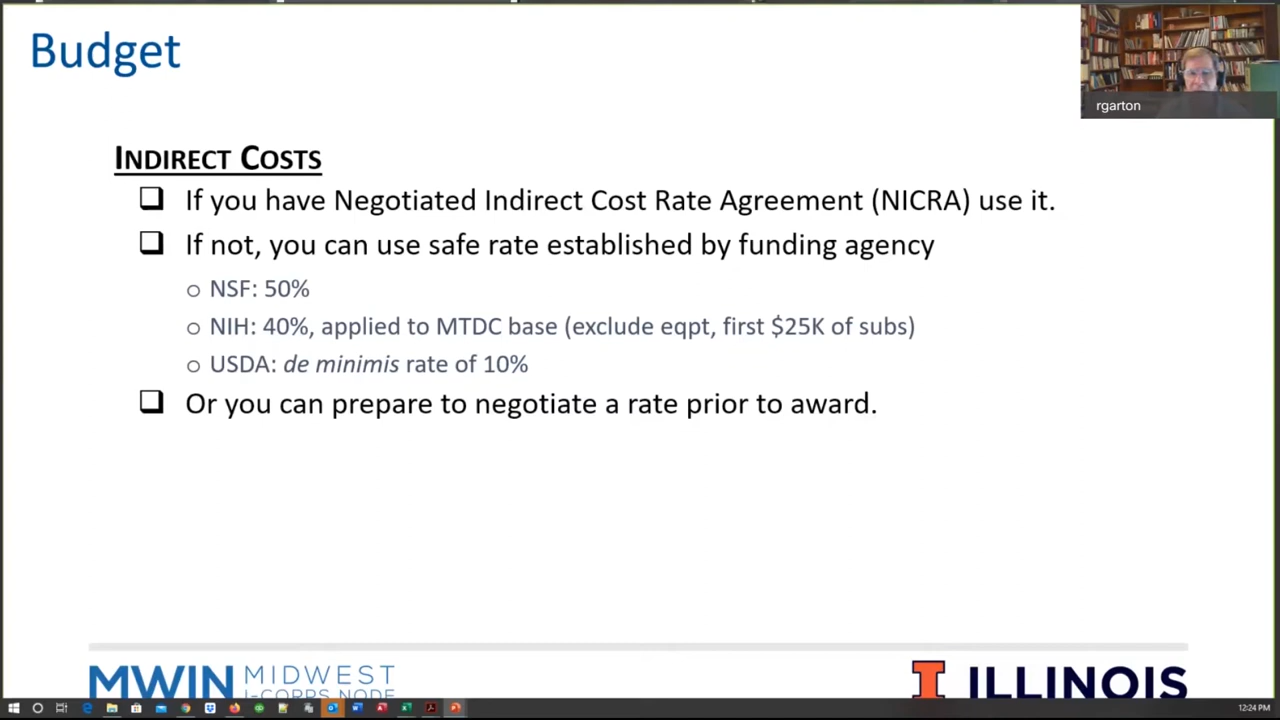 Budget
rgarton
INDIRECT COSTS
If you have Negotiated Indirect Cost Rate Agreement (NICRA) use it.
If not, you can use safe rate established by funding agency
NSF: 50%
NIH: 40%, applied to MTDC base (exclude eqpt, first $25K of subs)
USDA: de minimis rate of 10%
Or you can prepare to negotiate a rate prior to award.
MWIN MIDWEST
I-CORPS NODE
I ILLINOIS
12:24 PM